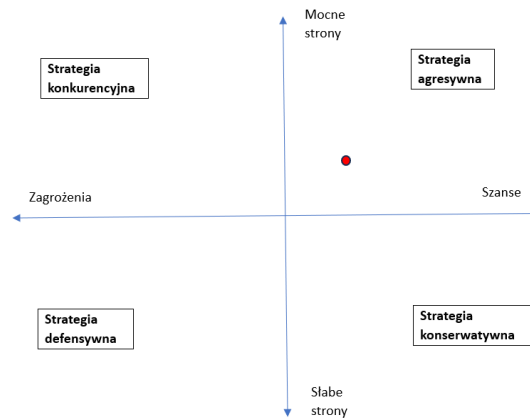 Mocne
strony
Strategia
konkurencyjna
Strategia
agresywna
Zagrożenia
Szanse
Strategia
defensywna
Strategia
konserwatywna
Słabe
strony